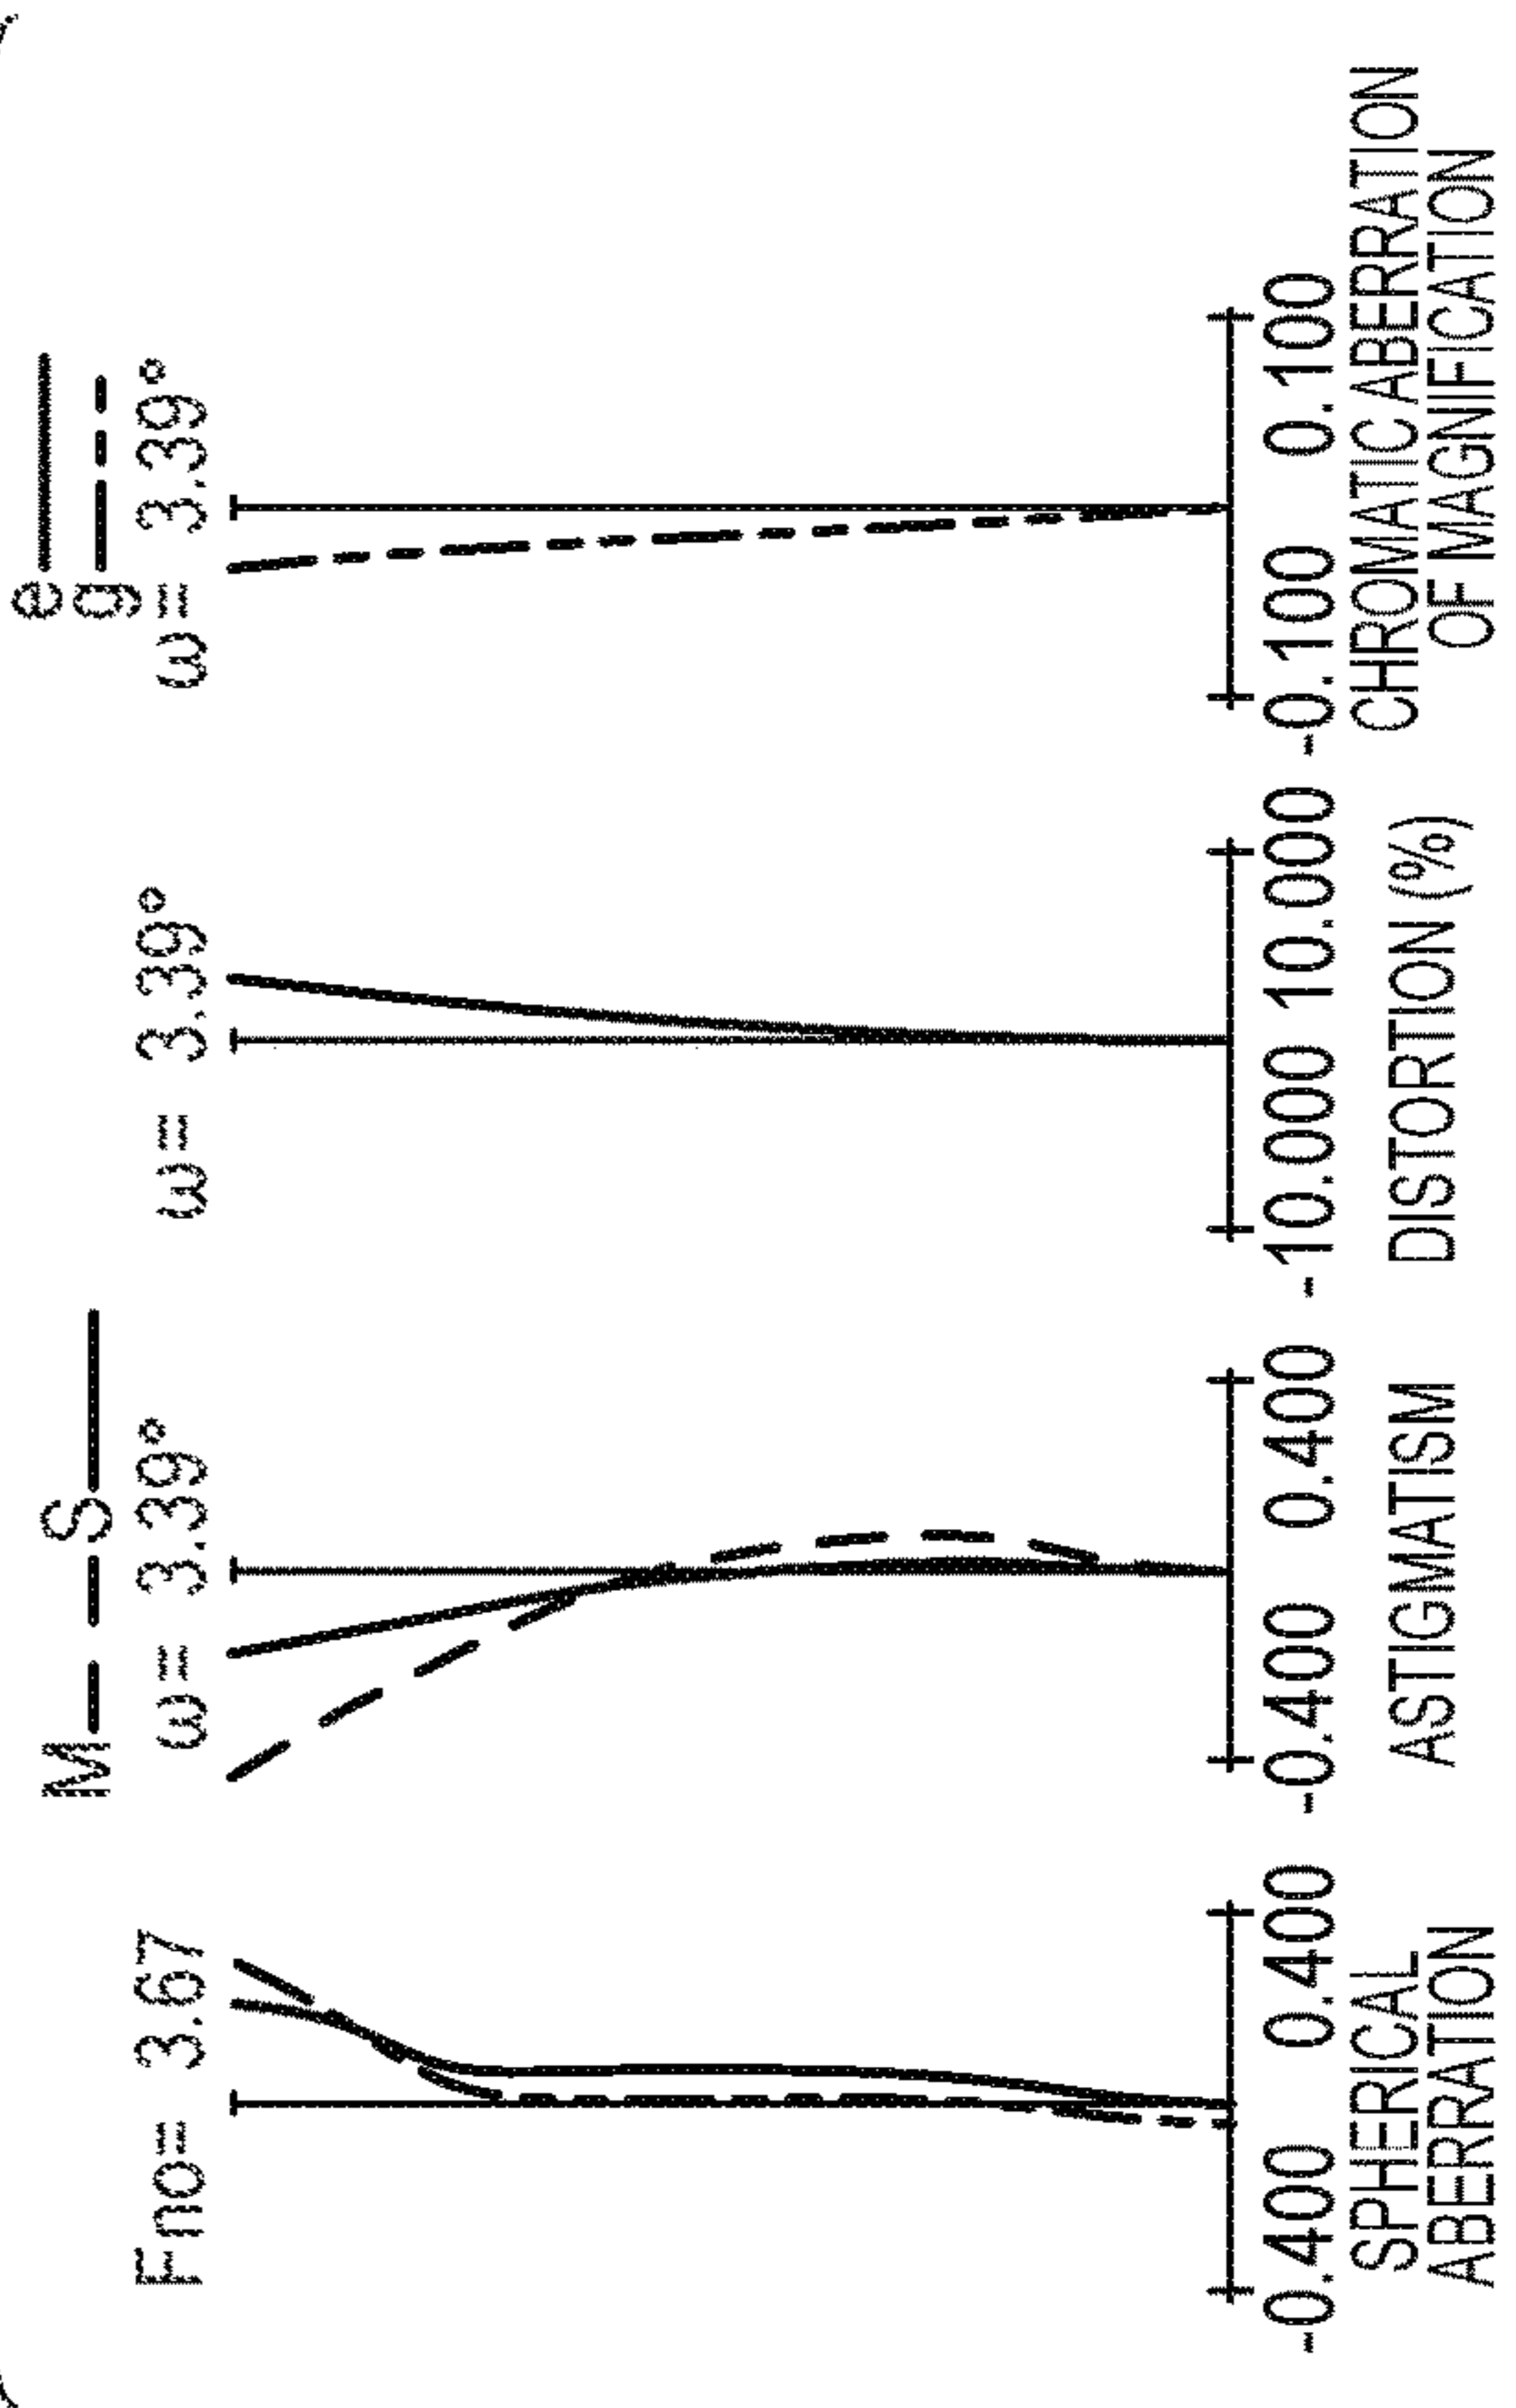 e
g
M S
Fno= 3.67
ω= 3.39°
ω= 3.39°
ω= 3.39°
-0.400 0.400
SPHERICAL
ABERRATION
-0.400 0.400
ASTIGMATISM
-10.000 10.000
DISTORTION (%)
-0.100 0.100
CHROMATIC ABERRATION
OF MAGNIFICATION